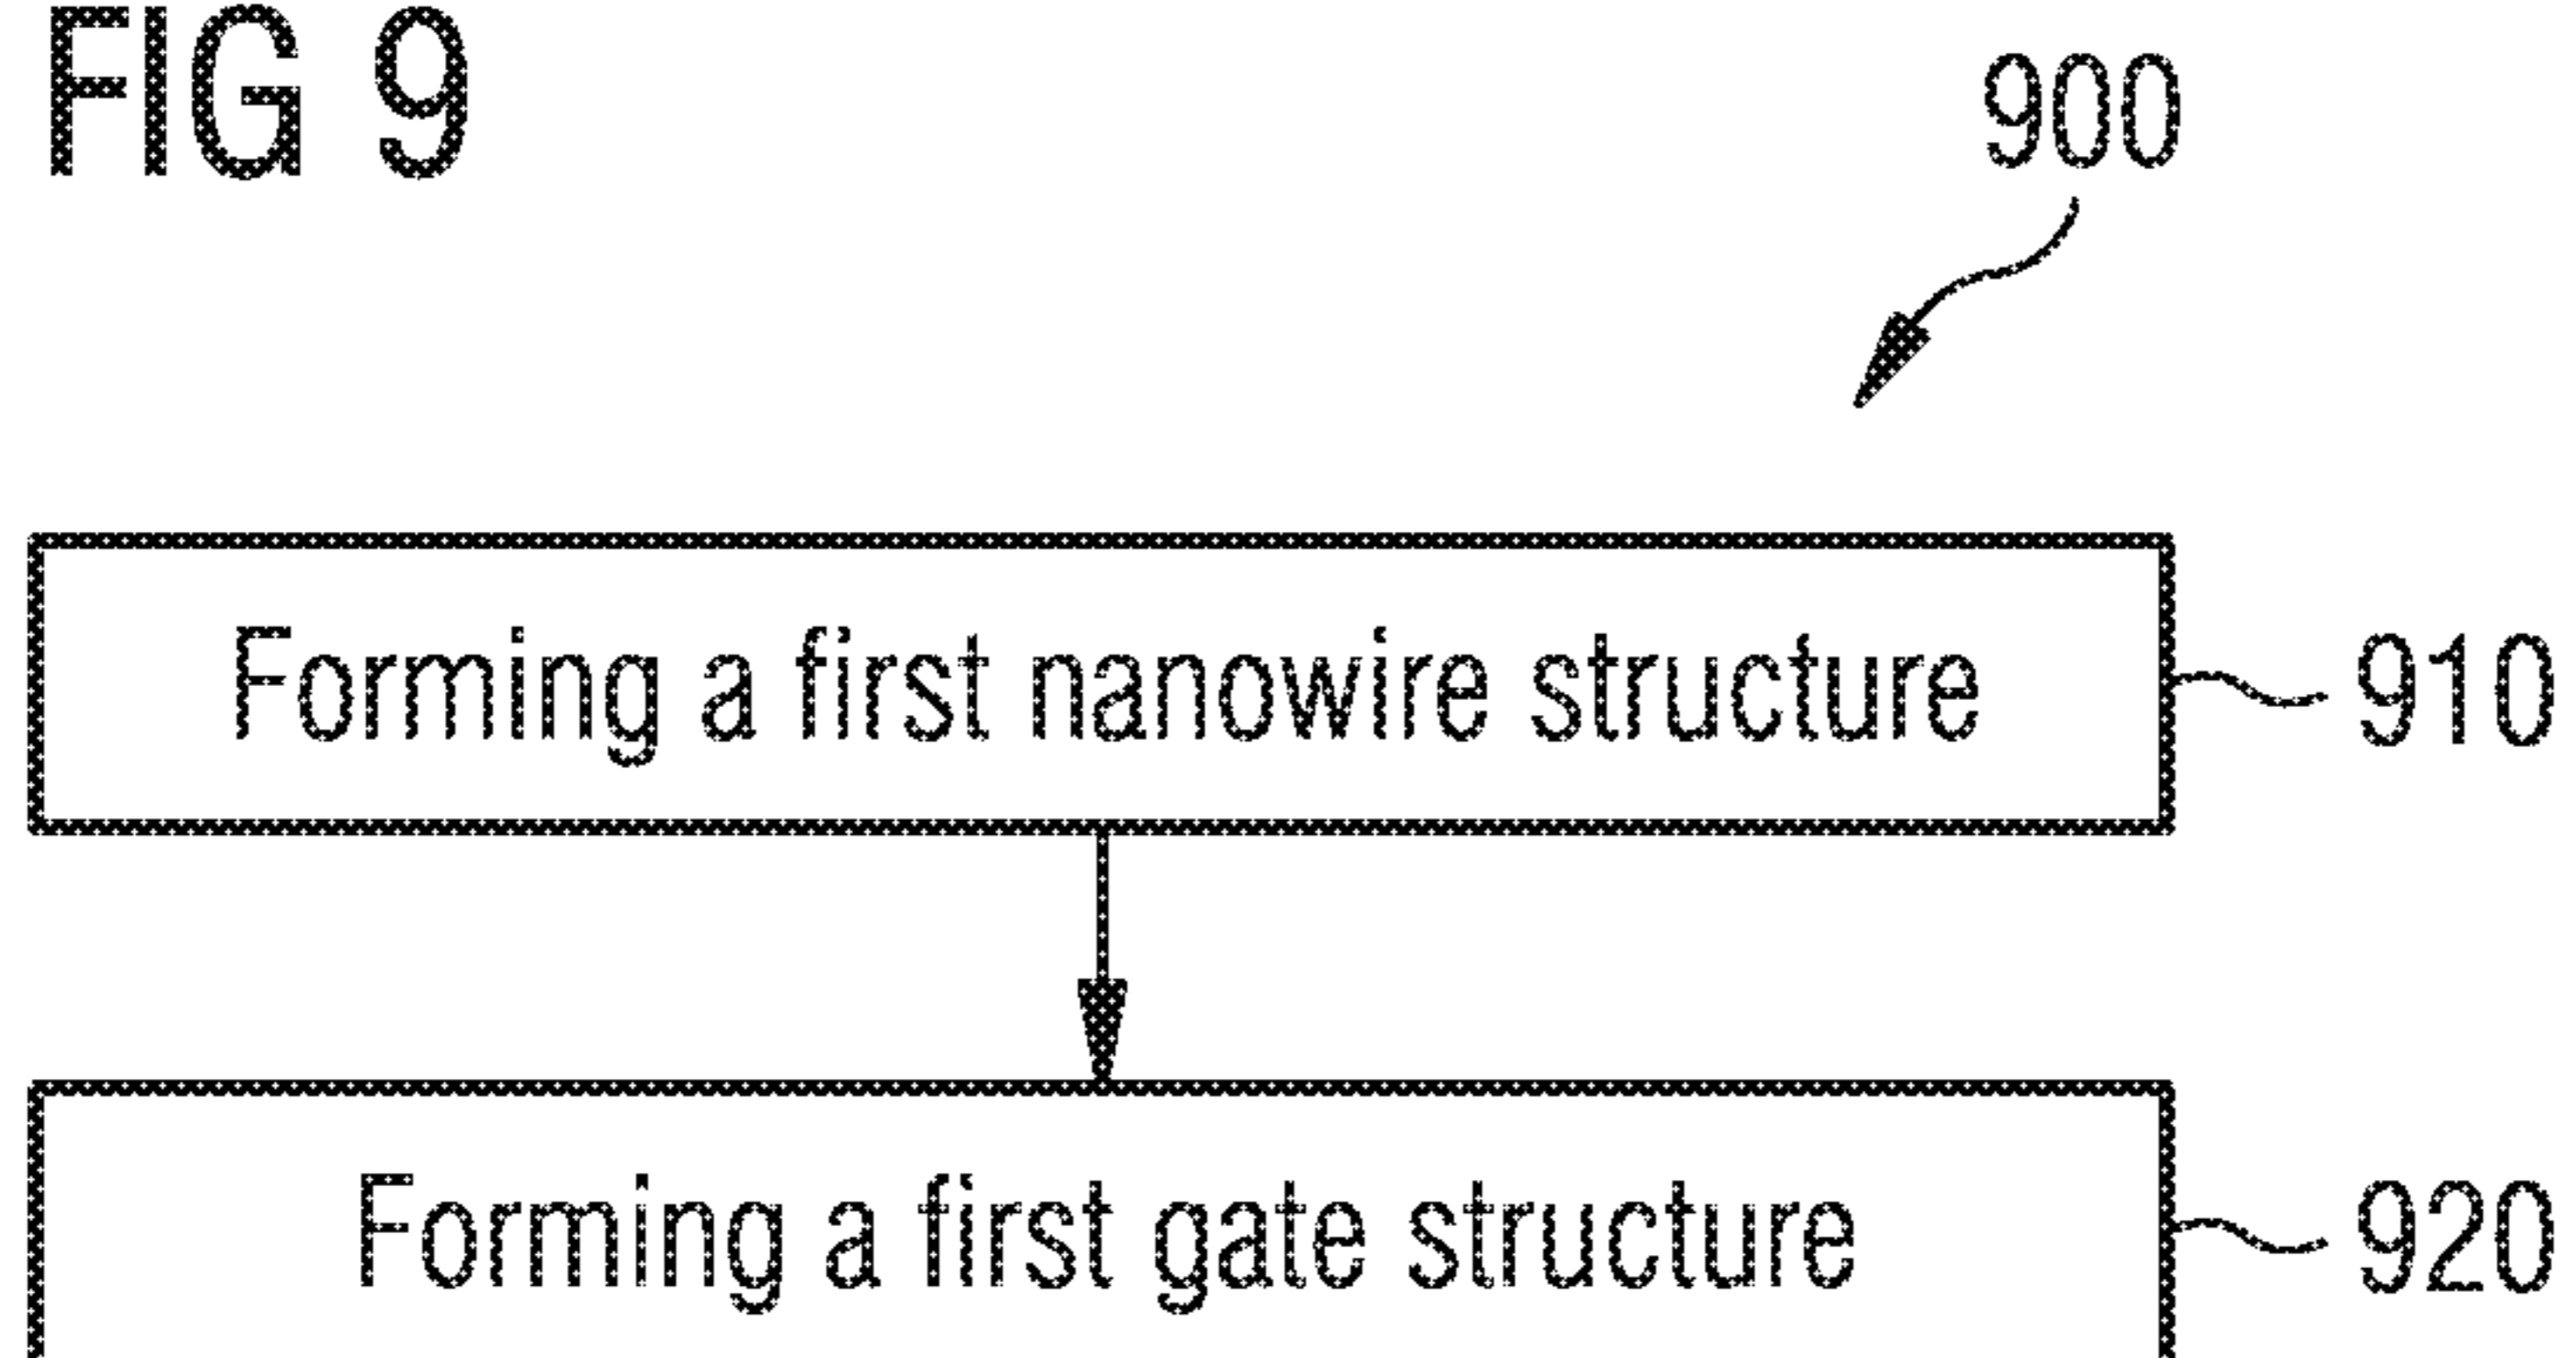 FIG 9
900
Forming a first nanowire structure
910
Forming a first gate structure
920